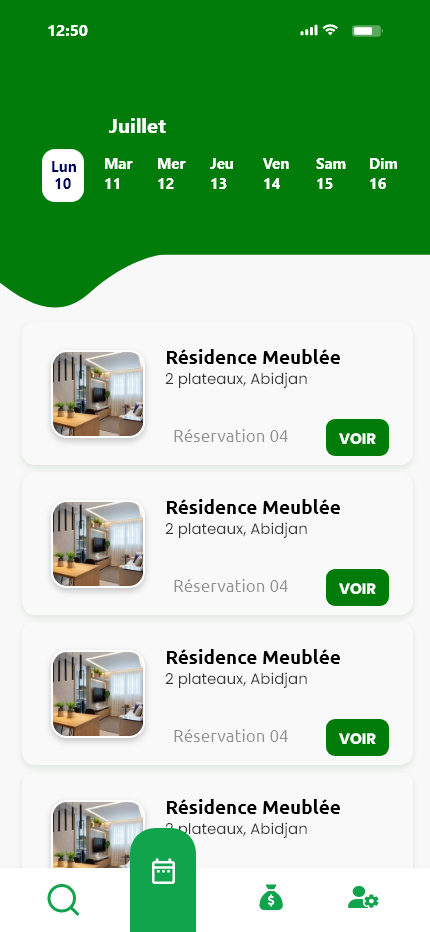 12:50
Juillet
Lun Mar Mer Jeu Ven Sam Dim
10 11 12 13 14 15 16
Résidence Meublée
2 plateaux, Abidjan
Réservation 04 VOIR
Résidence Meublée
2 plateaux, Abidjan
Réservation 04 VOIR
Résidence Meublée
2 plateaux, Abidjan
Réservation 04 VOIR
Résidence Meublée
2 plateaux, Abidjan